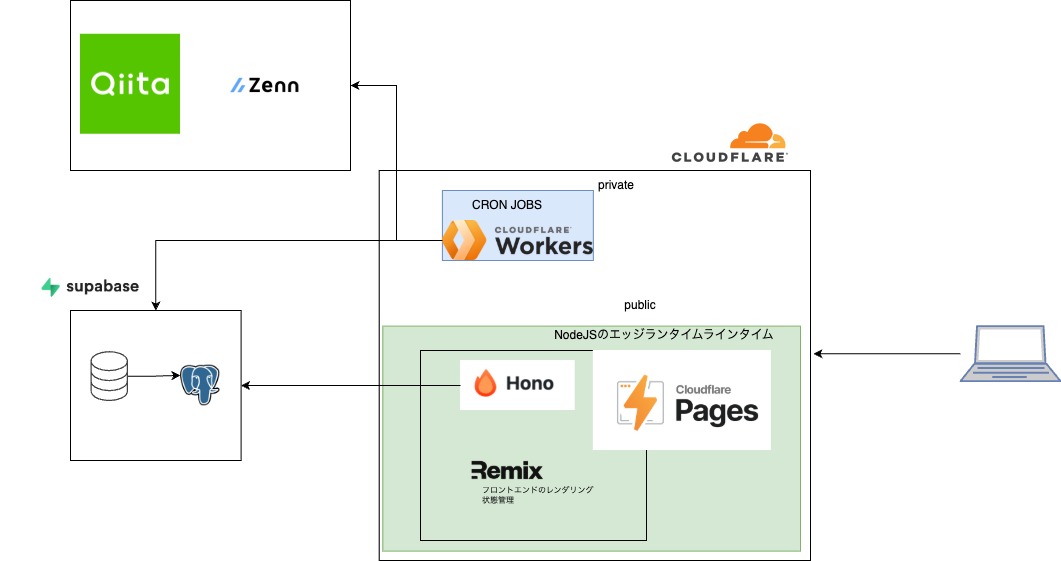 Qiita
Zenn
CLOUDFLARE
private
CRON JOBS
CLOUDFLARE
Workers
supabase
public
NodeJSのエッジランタイムラインタイム
Hono
Cloudflare
Pages
Remix
フロントエンドのレンダリング
状態管理